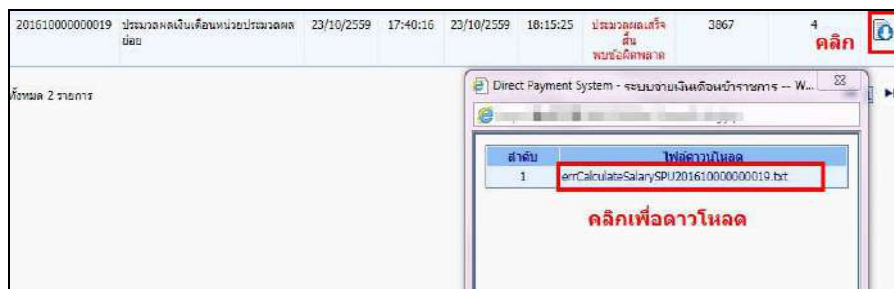 201610000000019 ประมวลผลเงินเดือนหน่วยประมวลผลย่อย 23/10/2559 17:40:16 23/10/2559 18:15:25 ประมวลผลเสร็จสิ้น พบข้อผิดพลาด 3867 4
คลิก
ทั้งหมด 2 รายการ
Direct Payment System - ระบบจ่ายเงินเดือนข้าราชการ -- W...
ลำดับ ไฟล์ดาวน์โหลด
1 errCalculateSalarySPU201610000000019.txt
คลิกเพื่อดาวโหลด